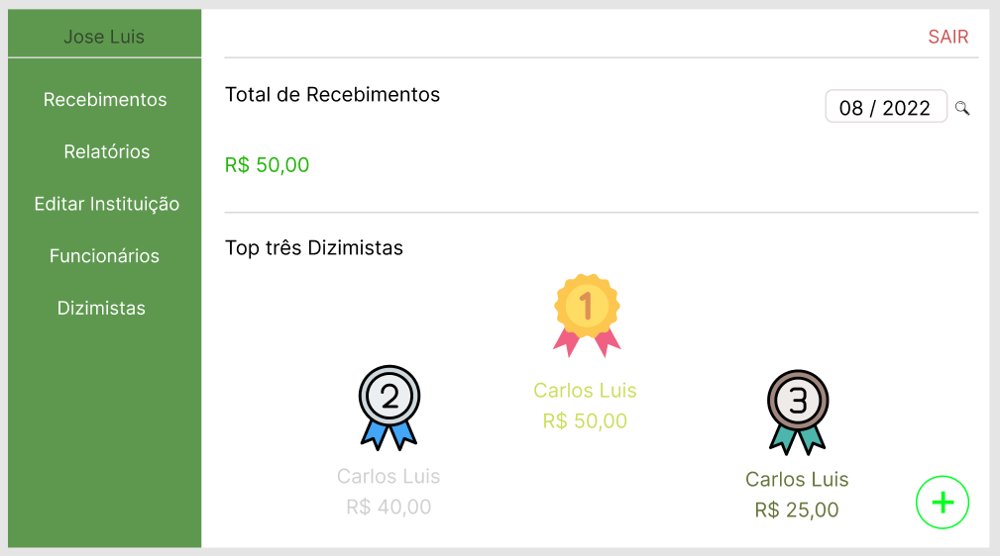 Jose Luis
SAIR
Recebimentos
Relatórios
Editar Instituição
Funcionários
Dizimistas
Total de Recebimentos
08 / 2022
R$ 50,00
Top três Dizimistas
1
Carlos Luis
R$ 50,00
2
Carlos Luis
R$ 40,00
3
Carlos Luis
R$ 25,00